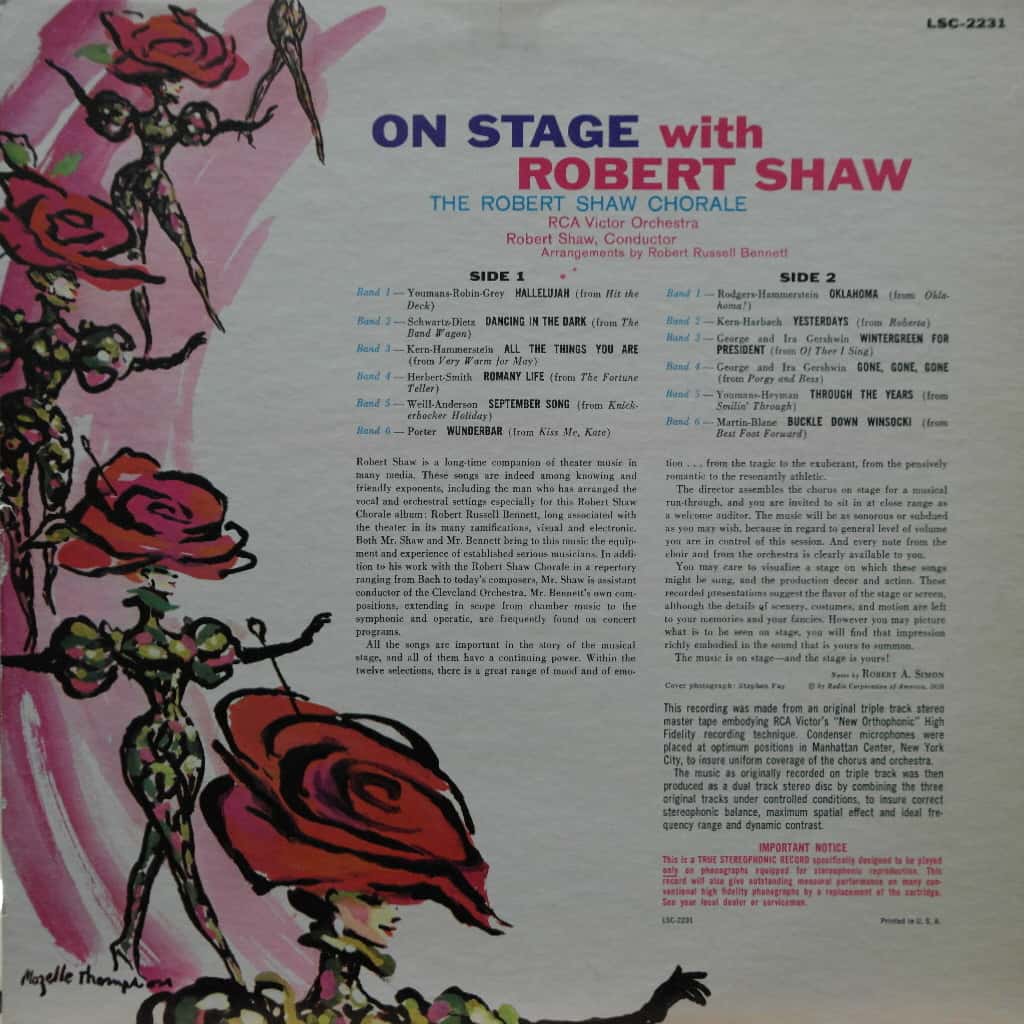 LSC-2231
ON STAGE with
ROBERT SHAW
THE ROBERT SHAW CHORALE
RCA Victor Orchestra
Robert Shaw, Conductor
Arrangements by Robert Russell Bennett
SIDE 1
Band 1 — Youmans-Robin-Grey HALLELUJAH (from Hit the
Deck)
Band 2 — Schwartz-Dietz DANCING IN THE DARK (from The
Band Wagon)
Band 3 — Kern-Hammerstein ALL THE THINGS YOU ARE
(from Very Warm for May)
Band 4 — Herbert-Smith ROMANY LIFE (from The Fortune
Teller)
Band 5 — Weill-Anderson SEPTEMBER SONG (from Knick-
erbocker Holiday)
Band 6 — Porter WUNDERBAR (from Kiss Me, Kate)
SIDE 2
Band 1 — Rodgers-Hammerstein OKLAHOMA (from Okla-
homa!)
Band 2 — Kern-Harbach YESTERDAYS (from Roberta)
Band 3 — George and Ira Gershwin WINTERGREEN FOR
PRESIDENT (from Of Thee I Sing)
Band 4 — George and Ira Gershwin GONE, GONE, GONE
(from Porgy and Bess)
Band 5 — Youmans-Heyman THROUGH THE YEARS (from
Smilin' Through)
Band 6 — Martin-Blane BUCKLE DOWN WINSOCKI (from
Best Foot Forward)
Robert Shaw is a long-time companion of theater music in
many media. These songs are indeed among knowing and
friendly exponents, including the man who has arranged the
vocal and orchestral settings especially for this Robert Shaw
Chorale album: Robert Russell Bennett, long associated with
the theater in its many ramifications, visual and electronic.
Both Mr. Shaw and Mr. Bennett bring to this music the equip-
ment and experience of established serious musicians. In addi-
tion to his work with the Robert Shaw Chorale in a repertory
ranging from Bach to today's composers, Mr. Shaw is assistant
conductor of the Cleveland Orchestra. Mr. Bennett's own com-
positions, extending in scope from chamber music to the
symphonic and operatic, are frequently found on concert
programs.
All the songs are important in the story of the musical
stage, and all of them have a continuing power. Within the
twelve selections, there is a great range of mood and of emo-
tion . . . from the tragic to the exuberant, from the pensively
romantic to the resonantly athletic.
The director assembles the chorus on stage for a musical
run-through, and you are invited to sit in at close range as
a welcome auditor. The music will be as sonorous or subdued
as you may wish, because in regard to general level of volume
you are in control of this session. And every note from the
choir and from the orchestra is clearly available to you.
You may care to visualize a stage on which these songs
might be sung, and the production decor and action. These
recorded presentations suggest the flavor of the stage or screen,
although the details of scenery, costumes, and motion are left
to your memories and your fancies. However you may picture
what is to be seen on stage, you will find that impression
richly embodied in the sound that is yours to summon.
The music is on stage—and the stage is yours!
Notes by ROBERT A. SIMON
Cover photograph: Stephen Fay © by Radio Corporation of America,
This recording was made from an original triple track stereo
master tape embodying RCA Victor's "New Orthophonic" High
Fidelity recording technique. Condenser microphones were
placed at optimum positions in Manhattan Center, New York
City, to insure uniform coverage of the chorus and orchestra.
The music as originally recorded on triple track was then
produced as a dual track stereo disc by combining the three
original tracks under controlled conditions, to insure correct
stereophonic balance, maximum spatial effect and ideal fre-
quency range and dynamic contrast.
IMPORTANT NOTICE
This is a TRUE STEREOPHONIC RECORD specifically designed to be played
only on phonographs equipped for stereophonic reproduction. This
record will also give outstanding monaural performance on many con-
ventional high fidelity phonographs by a replacement of the cartridge.
See your local dealer or serviceman.
LSC-2231 Printed in U. S. A.
Mozelle Thompson